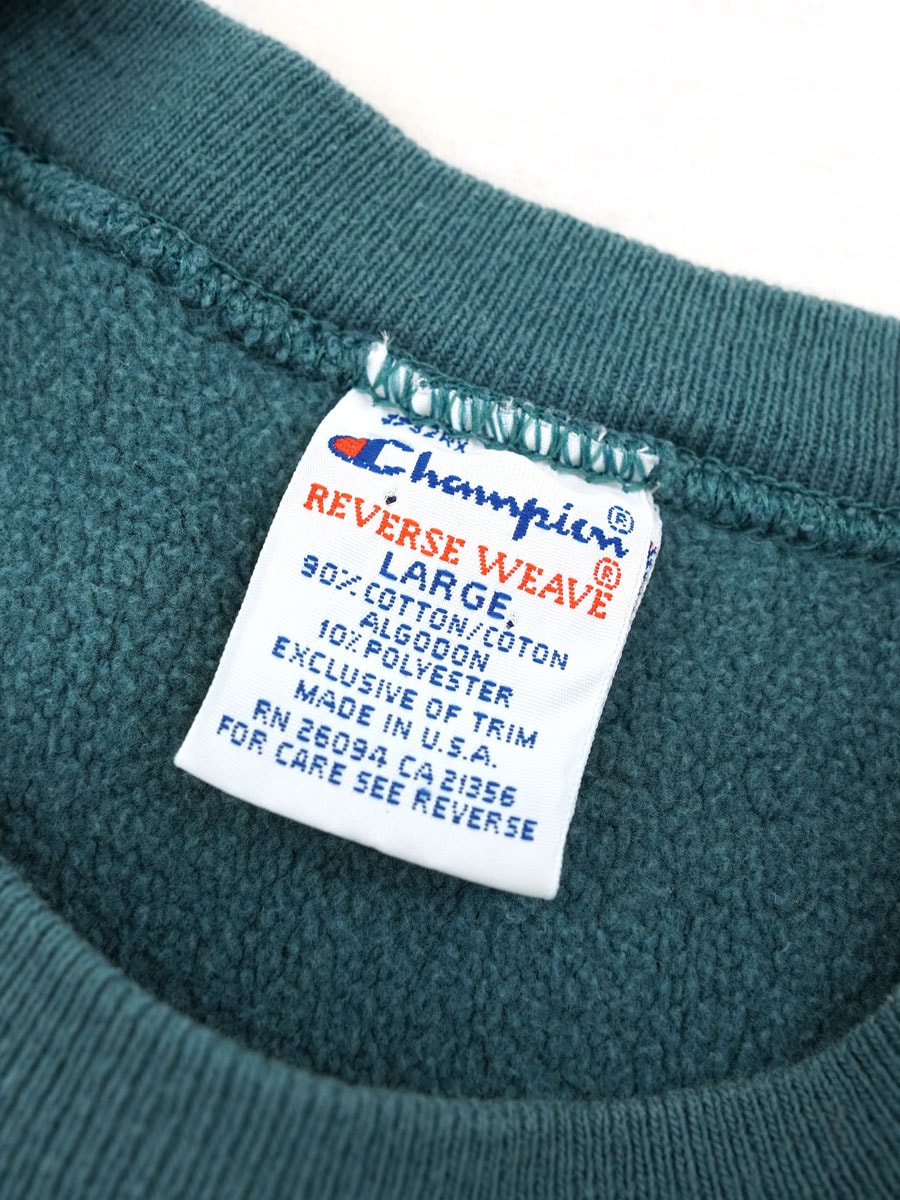 Champion®
REVERSE WEAVE®
LARGE
90% COTTON/COTON
ALGODON
10% POLYESTER
EXCLUSIVE OF TRIM
MADE IN U.S.A.
RN 26094 CA 21356
FOR CARE SEE REVERSE